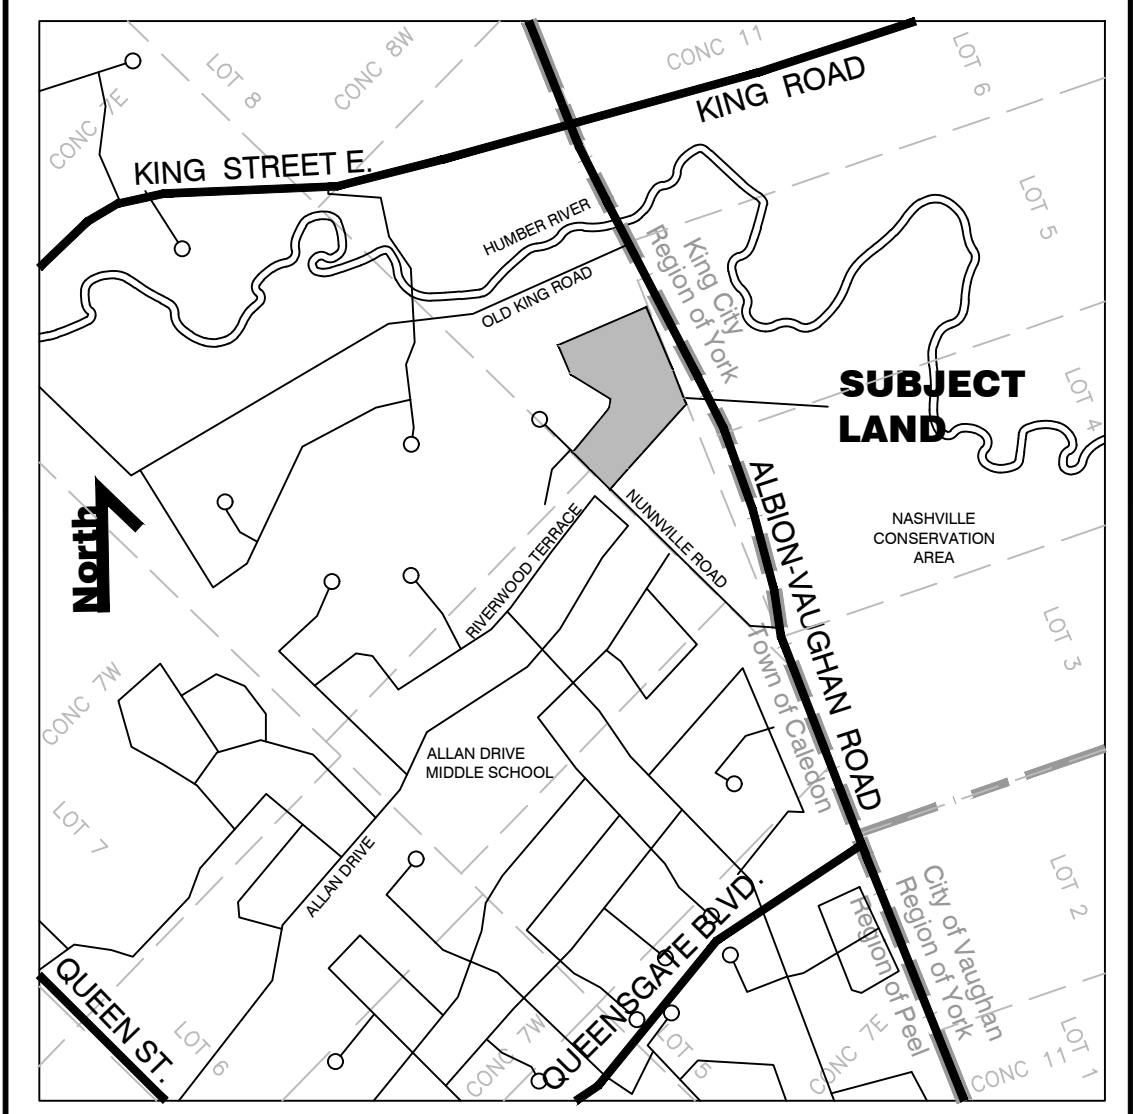 CONC 11
LOT 6
CONC 8W
LOT 8
CONC 7E
KING ROAD
KING STREET E.
LOT 5
HUMBER RIVER
King City
Region of York
OLD KING ROAD
SUBJECT
LAND
LOT 4
North
NASHVILLE
CONSERVATION
AREA
ALBION-VAUGHAN ROAD
NUNNVILLE ROAD
RIVERWOOD TERRACE
LOT 3
Town of Caledon
CONC 7W
ALLAN DRIVE
MIDDLE SCHOOL
LOT 7
ALLAN DRIVE
LOT 2
City of Vaughan
Region of York
Region of Peel
QUEENSGATE BLVD.
QUEEN ST.
LOT 6
CONC 7W
LOT 5
CONC 7E
CONC 11
LOT 1